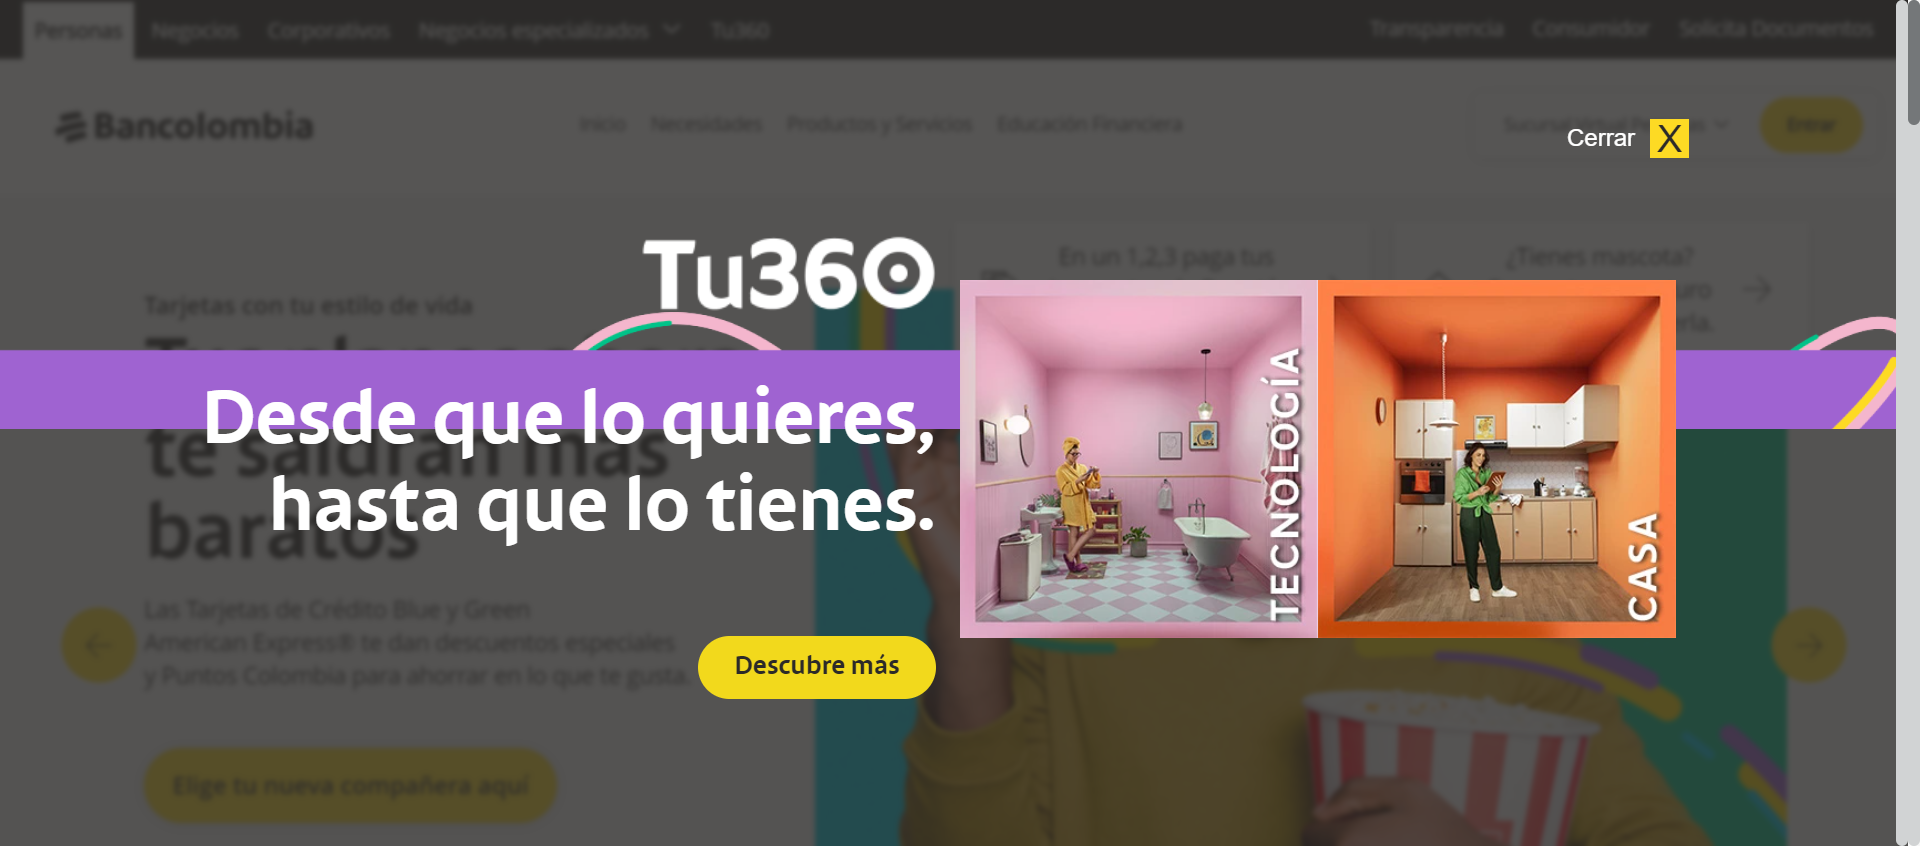 Personas Negocios Corporativos Negocios especializados Tu360 Transparencia Consumidor Solicita Documentos
Bancolombia Inicio Necesidades Productos y Servicios Educación Financiera Sucursal Virtual Entrar
Cerrar X
Tu360
En un 1,2,3 paga tus
¿Tienes mascota?
Tarjetas con tu estilo de vida
Desde que lo quieres,
te saldrán más
hasta que lo tienes.
baratos
TECNOLOGÍA
CASA
Las Tarjetas de Crédito Blue y Green
American Express® te dan descuentos especiales
y Puntos Colombia para ahorrar en lo que te gusta.
Descubre más
Elige tu nueva compañera aquí